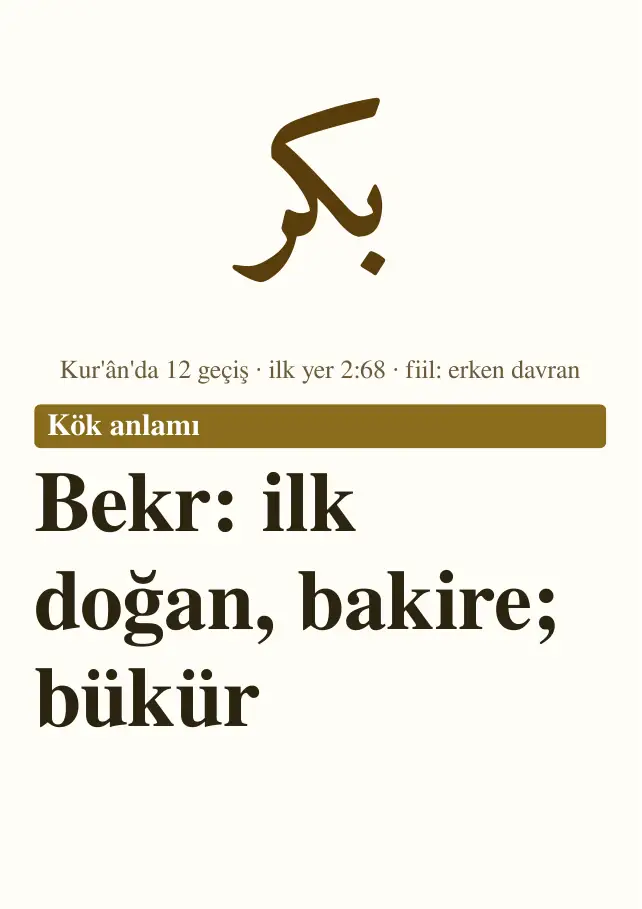 بكر
Kur'ân'da 12 geçiş · ilk yer 2:68 · fiil: erken davran
Kök anlamı
Bekr: ilk
doğan, bakire;
bükür